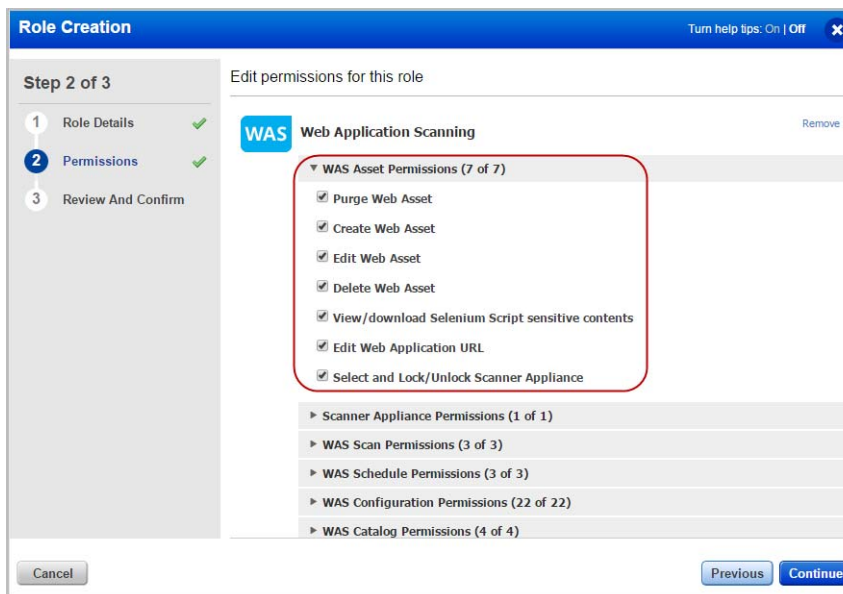 Role Creation
Turn help tips: On | Off
Step 2 of 3
1 Role Details
2 Permissions
3 Review And Confirm
Edit permissions for this role
WAS Web Application Scanning
Remove
WAS Asset Permissions (7 of 7)
Purge Web Asset
Create Web Asset
Edit Web Asset
Delete Web Asset
View/download Selenium Script sensitive contents
Edit Web Application URL
Select and Lock/Unlock Scanner Appliance
Scanner Appliance Permissions (1 of 1)
WAS Scan Permissions (3 of 3)
WAS Schedule Permissions (3 of 3)
WAS Configuration Permissions (22 of 22)
WAS Catalog Permissions (4 of 4)
Cancel
Previous
Continue